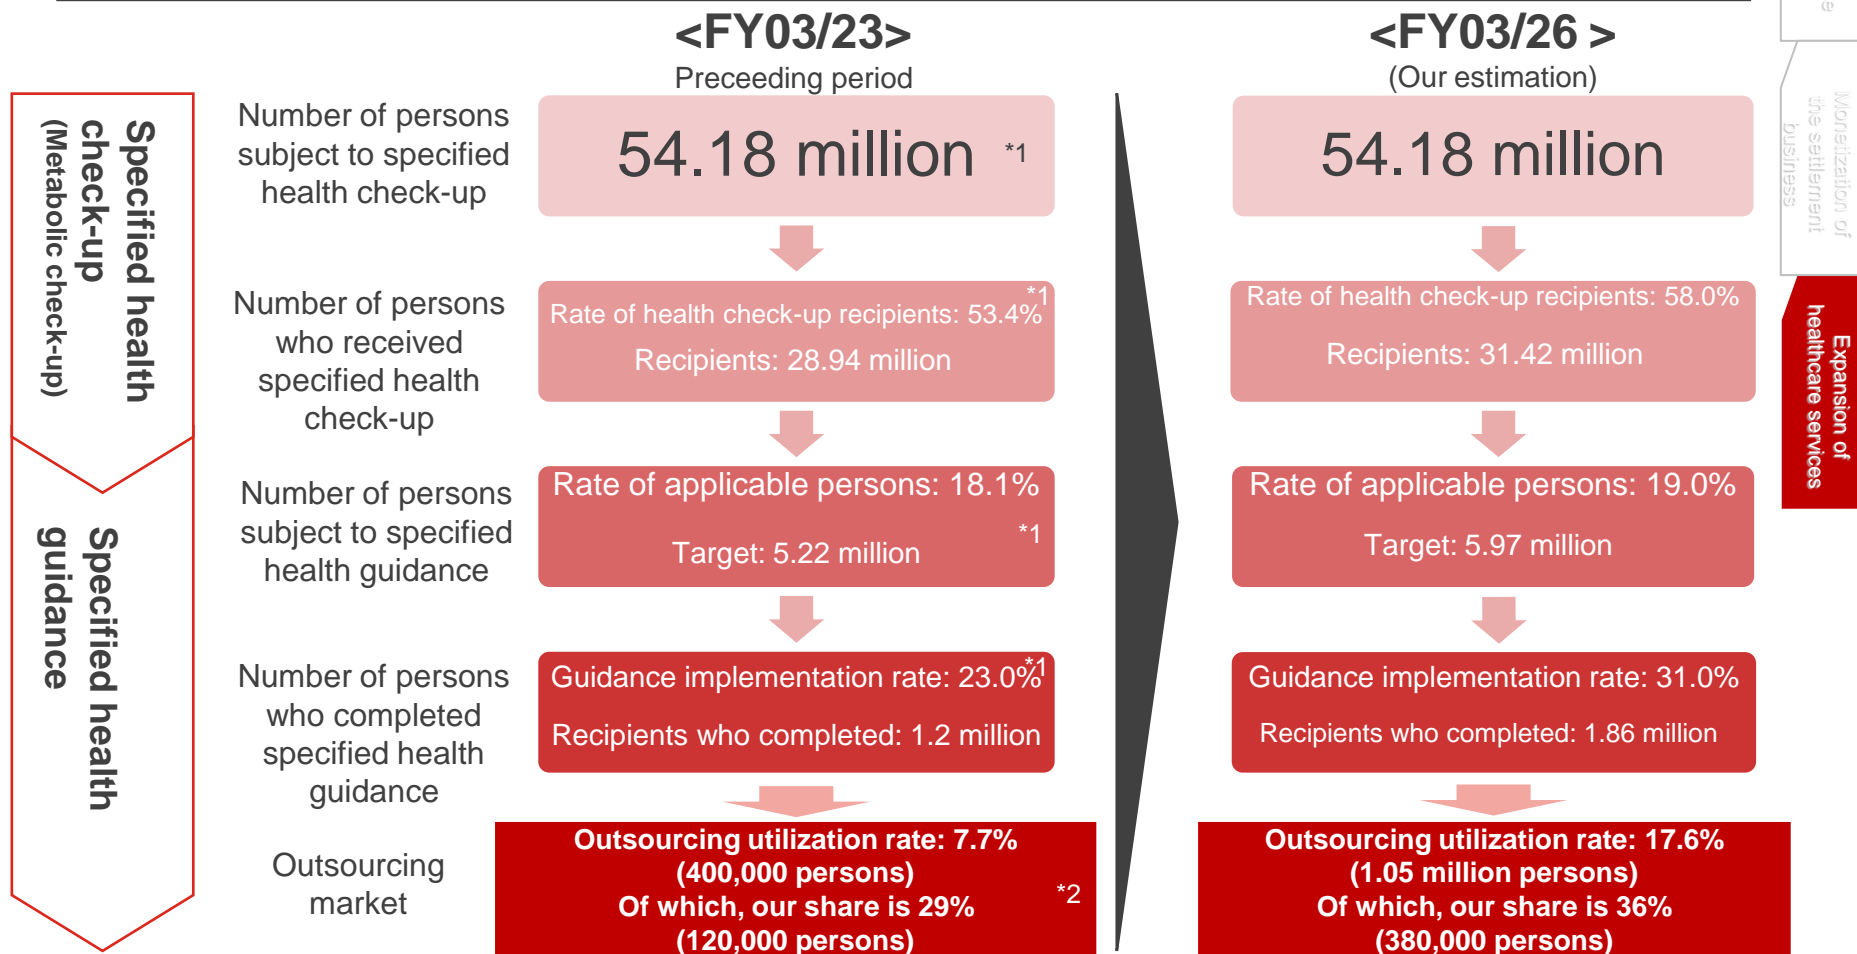 <FY03/23>
Preceeding period
<FY03/26 >
(Our estimation)
Specified health
check-up
(Metabolic check-up)
Number of persons
subject to specified
health check-up
54.18 million *1
54.18 million
Number of persons
who received
specified health
check-up
Rate of health check-up recipients: 53.4% *1
Recipients: 28.94 million
Rate of health check-up recipients: 58.0%
Recipients: 31.42 million
Specified health
guidance
Number of persons
subject to specified
health guidance
Rate of applicable persons: 18.1%
*1
Target: 5.22 million
Rate of applicable persons: 19.0%
Target: 5.97 million
Number of persons
who completed
specified health
guidance
Guidance implementation rate: 23.0% *1
Recipients who completed: 1.2 million
Guidance implementation rate: 31.0%
Recipients who completed: 1.86 million
Outsourcing
market
Outsourcing utilization rate: 7.7%
(400,000 persons)
Of which, our share is 29%
*2
(120,000 persons)
Outsourcing utilization rate: 17.6%
(1.05 million persons)
Of which, our share is 36%
(380,000 persons)
Monetization of
the settlement
business
Expansion of
healthcare services